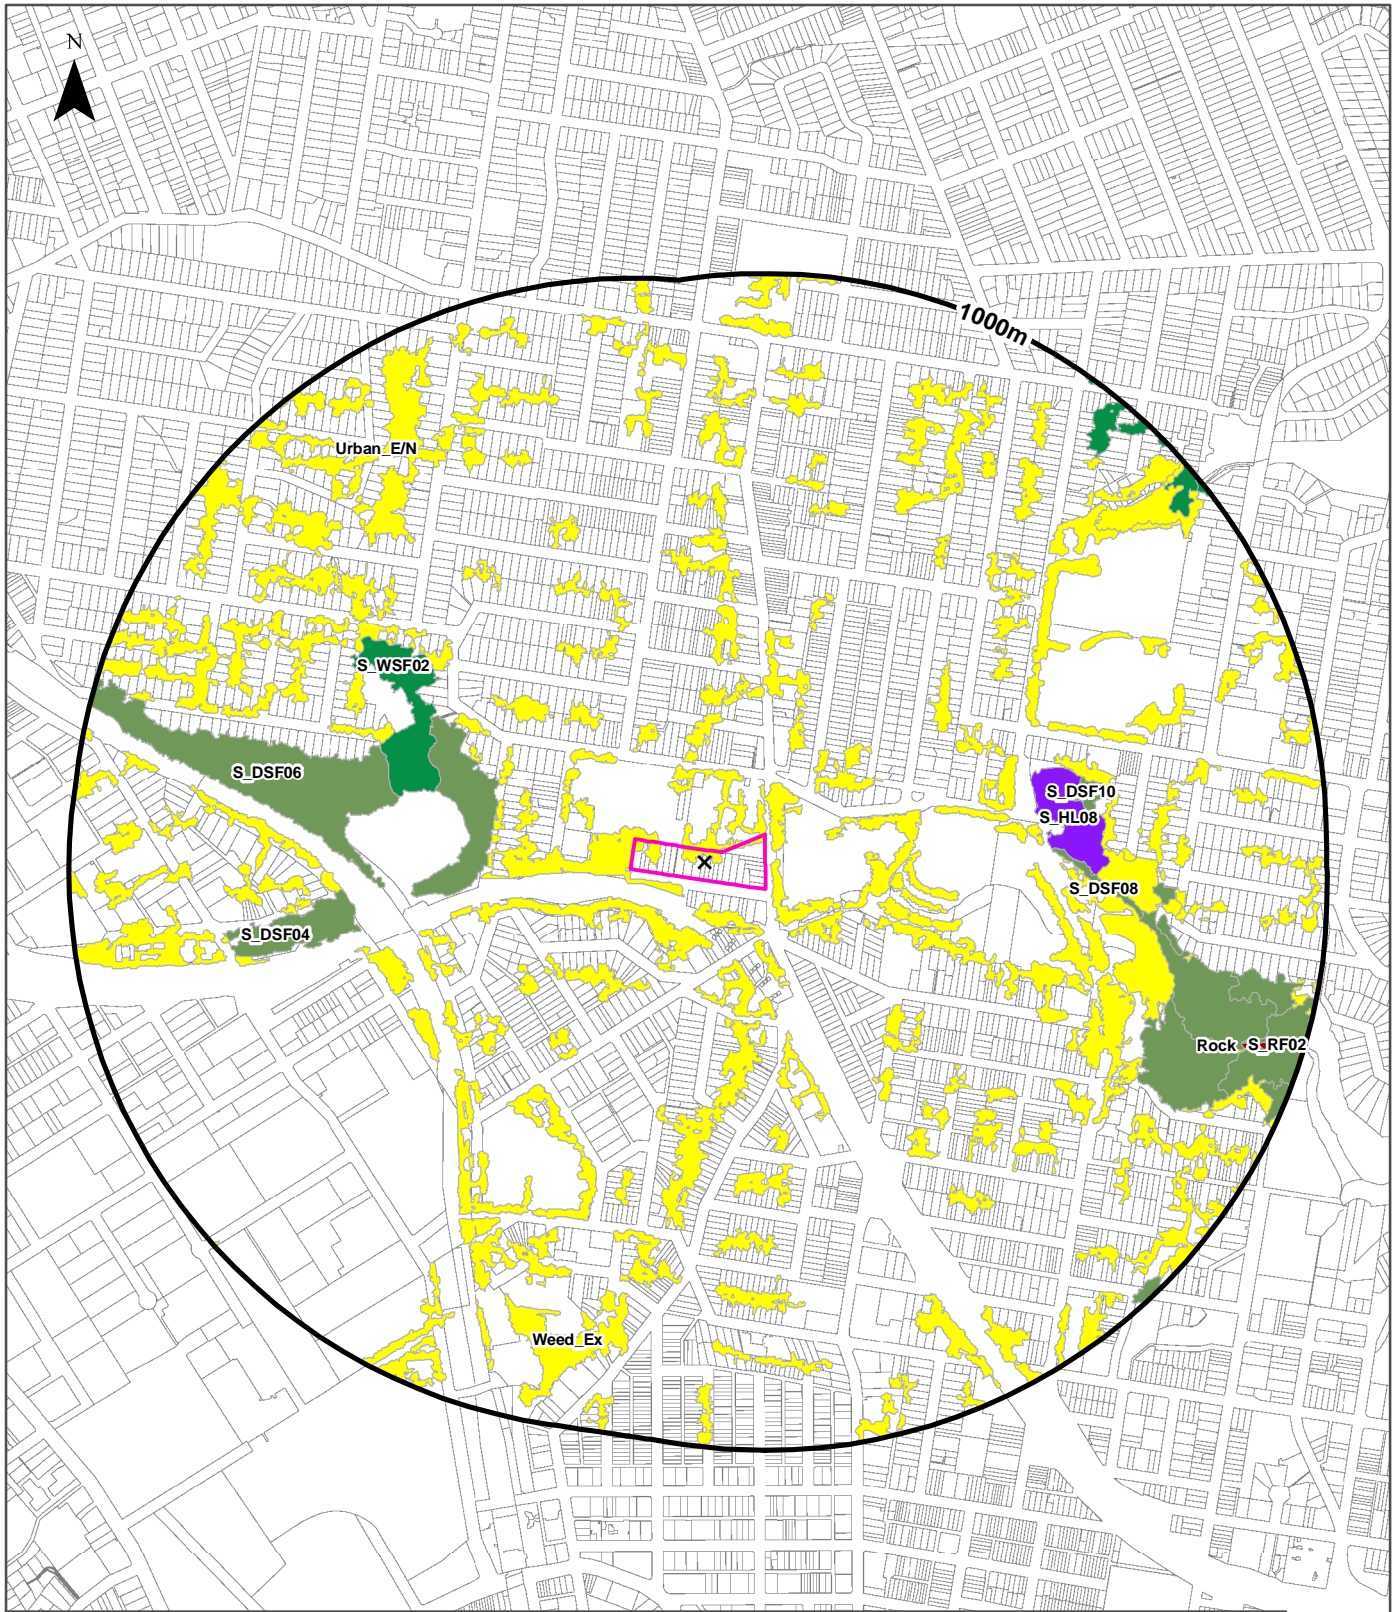 N
1000m
Urban_E/N
S_WSF02
S_DSF06
S_DSF10
S_HL08
S_DSF08
S_DSF04
Rock
S_RF02
Weed_Ex